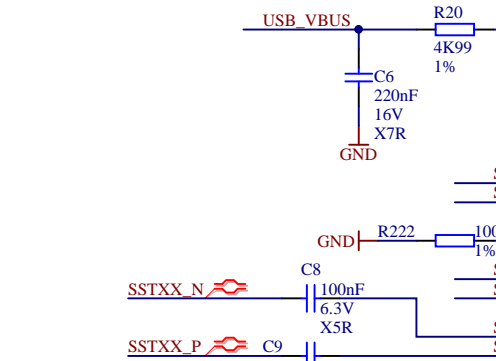 USB_VBUS
R20
4K99
1%
C6
220nF
16V
X7R
GND
GND
R222
1%
C8
SSTXX_N
100nF
6.3V
X5R
SSTXX_P
C9